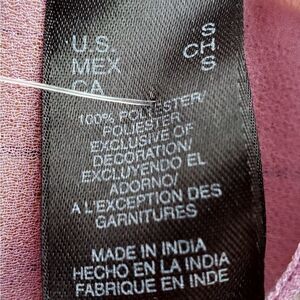 U.S. S
MEX CH
CA S
100% POLYESTER/
POLIESTER
EXCLUSIVE OF
DECORATION/
EXCLUYENDO EL
ADORNO/
A L'EXCEPTION DES
GARNITURES
MADE IN INDIA
HECHO EN LA INDIA
FABRIQUE EN INDE